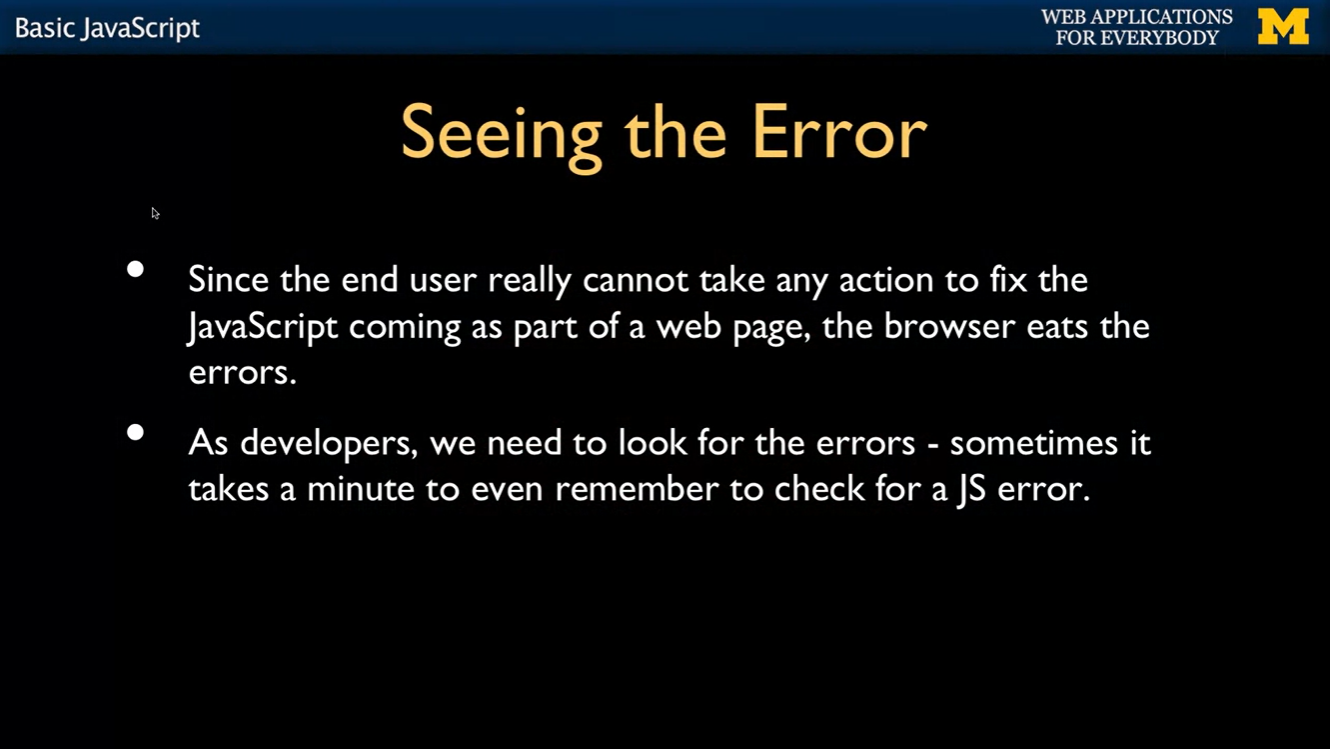 Basic JavaScript
WEB APPLICATIONS
FOR EVERYBODY
M
Seeing the Error
• Since the end user really cannot take any action to fix the
JavaScript coming as part of a web page, the browser eats the
errors.
• As developers, we need to look for the errors - sometimes it
takes a minute to even remember to check for a JS error.